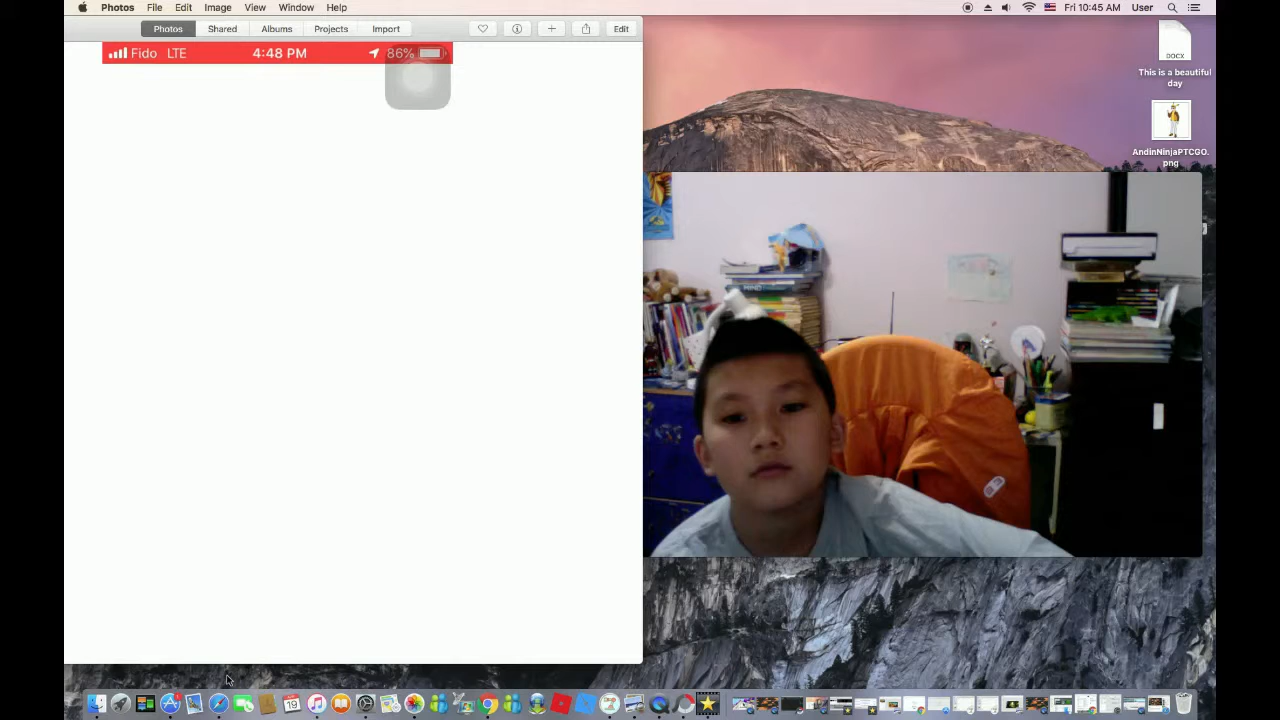 Photos File Edit Image View Window Help Fri 10:45 AM User
Photos Shared Albums Projects Import Edit
Fido LTE 4:48 PM 86%
DOCX
This is a beautiful
day
AndinNinjaPTCGO.
png